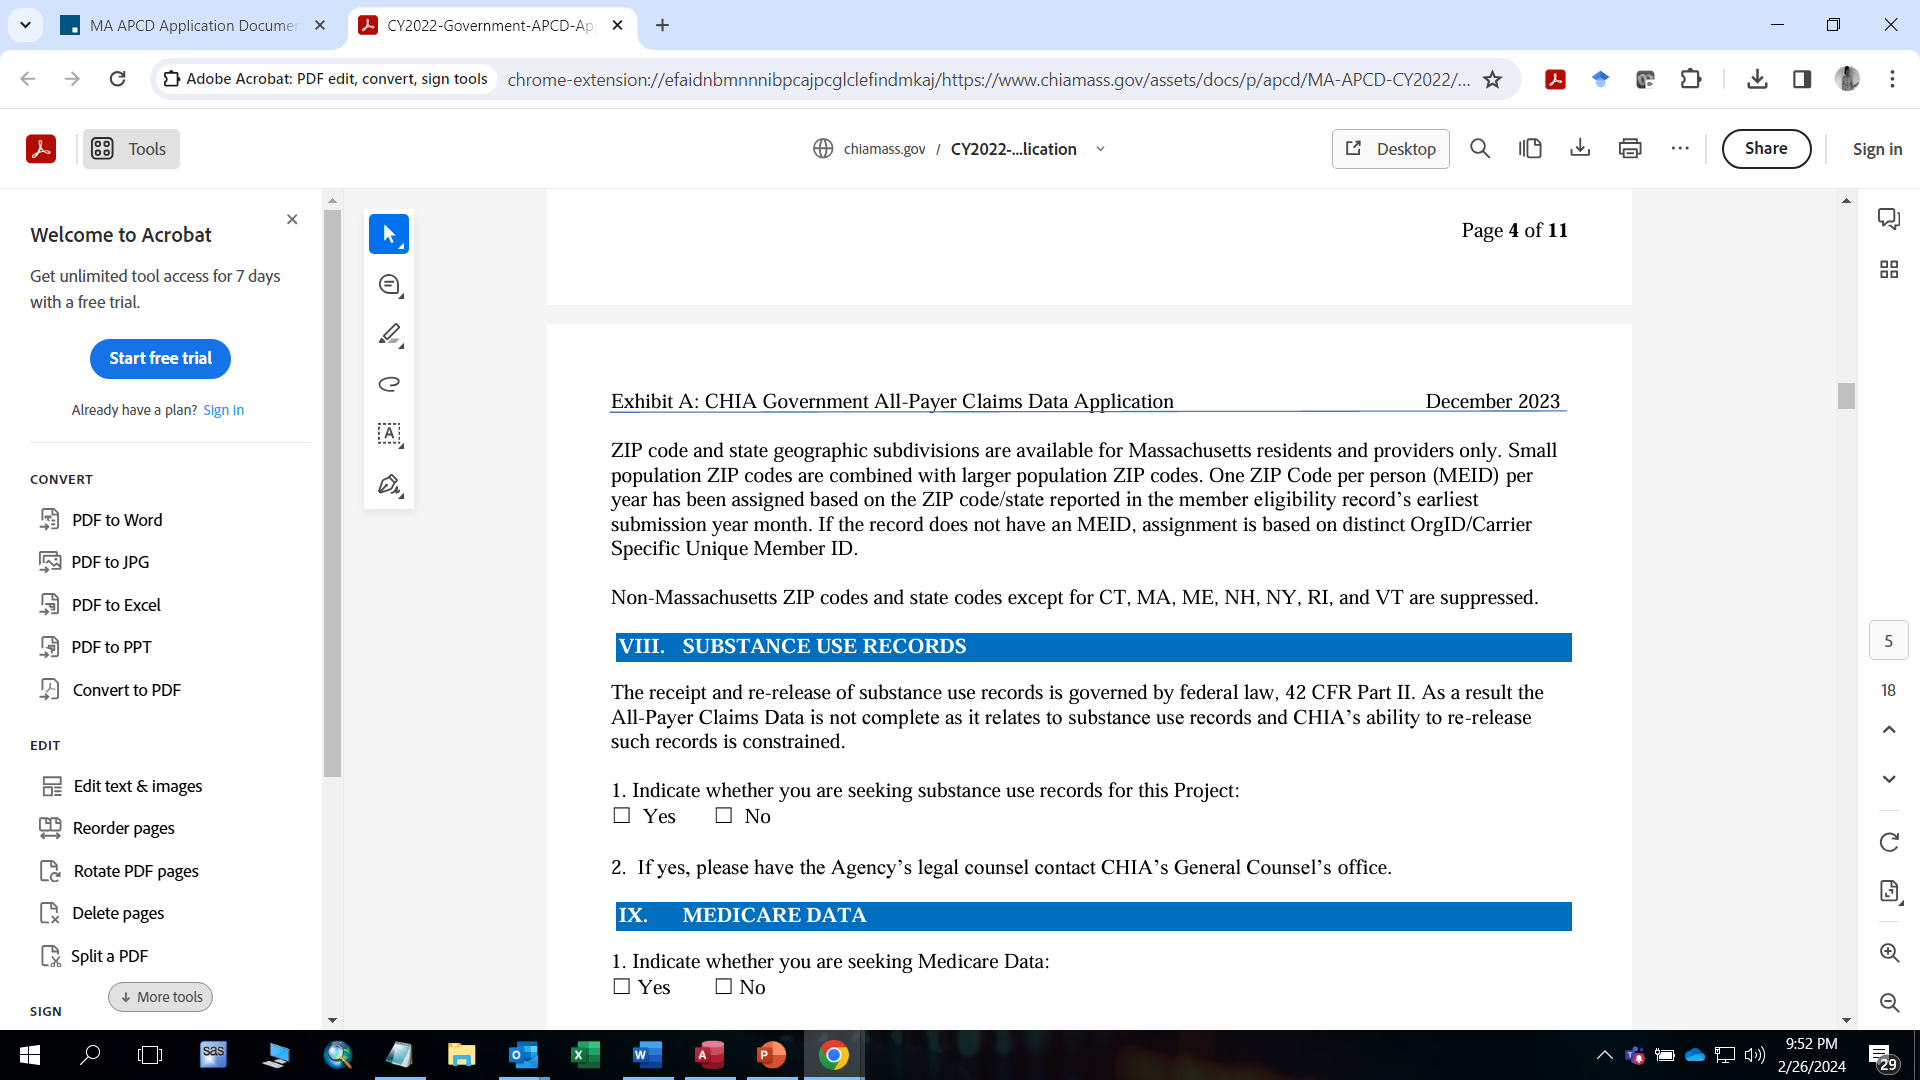 MA APCD Application Documen
CY2022-Government-APCD-Ap
Adobe Acrobat: PDF edit, convert, sign tools
chrome-extension://efaidnbmnnnibpcajpcglclefindmkaj/https://www.chiamass.gov/assets/docs/p/apcd/MA-APCD-CY2022/...
Tools
chiamass.gov / CY2022-...lication
Desktop
Share
Sign in
Welcome to Acrobat
Get unlimited tool access for 7 days
with a free trial.
Start free trial
Already have a plan? Sign in
CONVERT
PDF to Word
PDF to JPG
PDF to Excel
PDF to PPT
Convert to PDF
EDIT
Edit text & images
Reorder pages
Rotate PDF pages
Delete pages
Split a PDF
More tools
SIGN
Page 4 of 11
Exhibit A: CHIA Government All-Payer Claims Data Application December 2023
ZIP code and state geographic subdivisions are available for Massachusetts residents and providers only. Small
population ZIP codes are combined with larger population ZIP codes. One ZIP Code per person (MEID) per
year has been assigned based on the ZIP code/state reported in the member eligibility record’s earliest
submission year month. If the record does not have an MEID, assignment is based on distinct OrgID/Carrier
Specific Unique Member ID.
Non-Massachusetts ZIP codes and state codes except for CT, MA, ME, NH, NY, RI, and VT are suppressed.
VIII. SUBSTANCE USE RECORDS
The receipt and re-release of substance use records is governed by federal law, 42 CFR Part II. As a result the
All-Payer Claims Data is not complete as it relates to substance use records and CHIA’s ability to re-release
such records is constrained.
1. Indicate whether you are seeking substance use records for this Project:
☐ Yes ☐ No
2. If yes, please have the Agency’s legal counsel contact CHIA’s General Counsel’s office.
IX. MEDICARE DATA
1. Indicate whether you are seeking Medicare Data:
☐ Yes ☐ No
5
18
sas
9:52 PM
2/26/2024
29